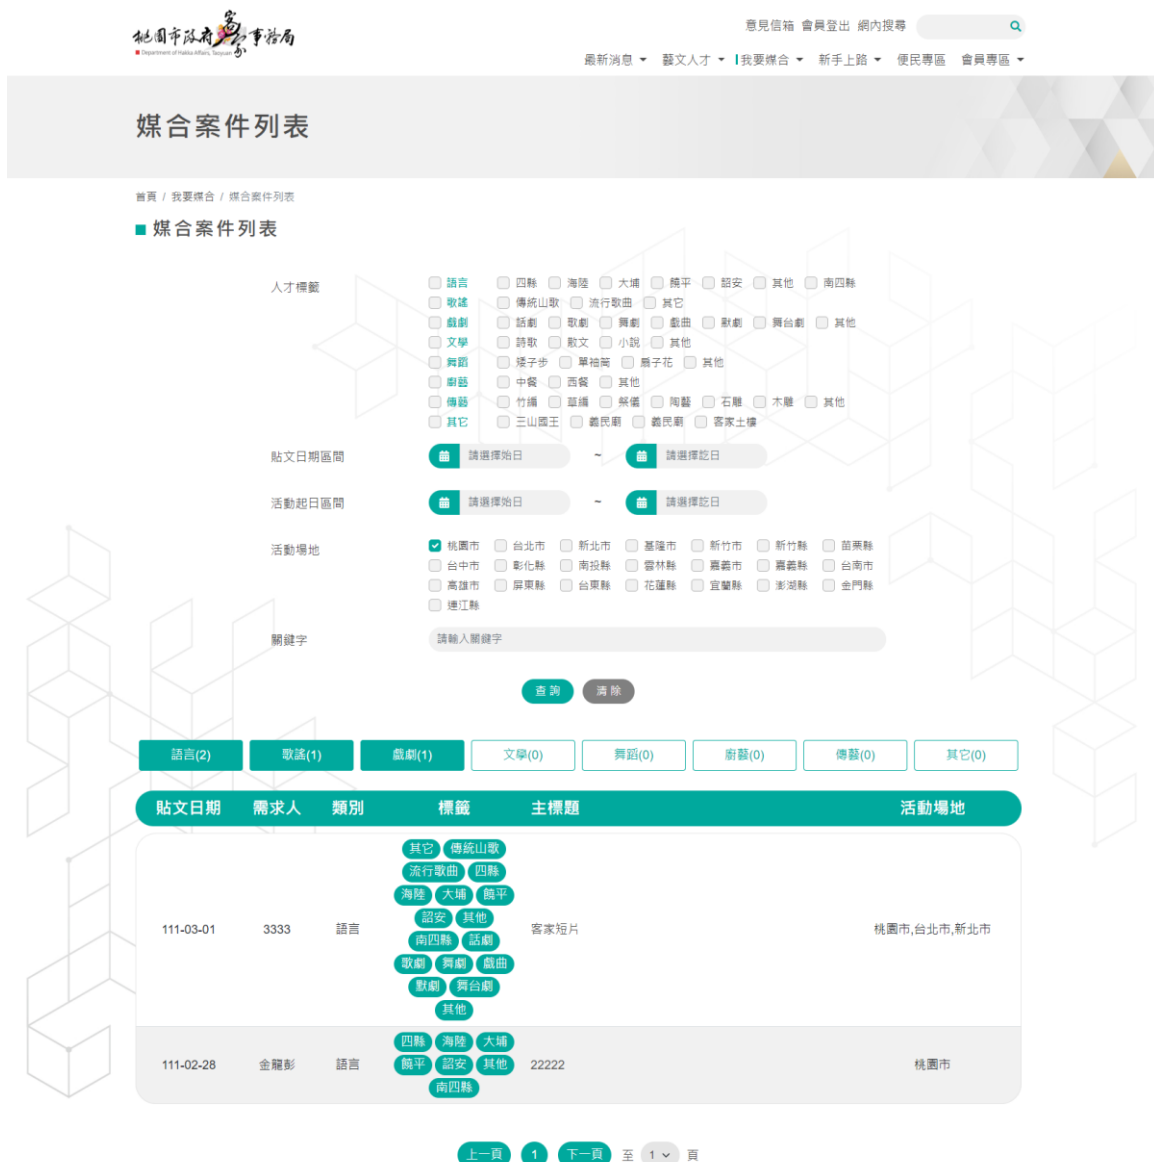 桃園市政府客家事務局
Department of Hakka Affairs, Taoyuan
意見信箱 會員登出 網內搜尋
最新消息 藝文人才 我要媒合 新手上路 便民專區 會員專區
媒合案件列表
首頁 / 我要媒合 / 媒合案件列表
媒合案件列表
人才標籤
語言 四縣 海陸 大埔 饒平 詔安 其他 南四縣
歌謠 傳統山歌 流行歌曲 其它
戲劇 話劇 歌劇 舞劇 戲曲 默劇 舞台劇 其他
文學 詩歌 散文 小說 其他
舞蹈 矮子步 單袖筒 扇子花 其他
廚藝 中餐 西餐 其他
傳藝 竹編 草編 祭儀 陶藝 石雕 木雕 其他
其它 三山國王 義民廟 義民廟 客家土樓
貼文日期區間 請選擇始日 ~ 請選擇訖日
活動起日區間 請選擇始日 ~ 請選擇訖日
活動場地
桃園市 台北市 新北市 基隆市 新竹市 新竹縣 苗栗縣
台中市 彰化縣 南投縣 雲林縣 嘉義市 嘉義縣 台南市
高雄市 屏東縣 台東縣 花蓮縣 宜蘭縣 澎湖縣 金門縣
連江縣
關鍵字 請輸入關鍵字
查詢 清除
語言(2) 歌謠(1) 戲劇(1) 文學(0) 舞蹈(0) 廚藝(0) 傳藝(0) 其它(0)
貼文日期 需求人 類別 標籤 主標題 活動場地
其它 傳統山歌
流行歌曲 四縣
海陸 大埔 饒平
詔安 其他
111-03-01 3333 語言 南四縣 話劇 客家短片 桃園市,台北市,新北市
歌劇 舞劇 戲曲
默劇 舞台劇
其他
四縣 海陸 大埔
111-02-28 金龍彭 語言 饒平 詔安 其他 22222 桃園市
南四縣
上一頁 1 下一頁 至 1 頁